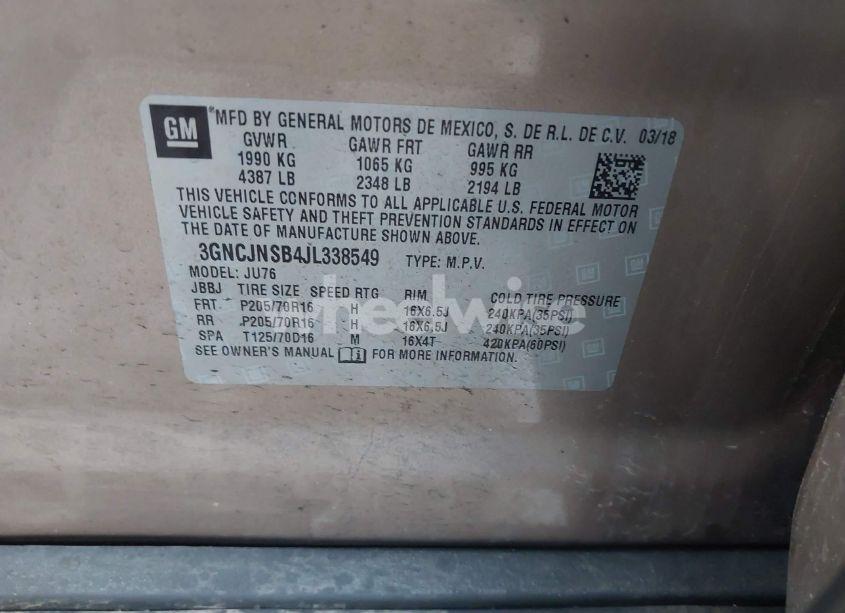 GM
MFD BY GENERAL MOTORS DE MEXICO, S. DE R.L. DE C.V. 03/18
GVWR GAWR FRT GAWR RR
1990 KG 1065 KG 995 KG
4387 LB 2348 LB 2194 LB
THIS VEHICLE CONFORMS TO ALL APPLICABLE U.S. FEDERAL MOTOR
VEHICLE SAFETY AND THEFT PREVENTION STANDARDS IN EFFECT ON
THE DATE OF MANUFACTURE SHOWN ABOVE.
3GNCJNSB4JL338549 TYPE: M.P.V.
MODEL: JU76
JBBJ TIRE SIZE SPEED RTG RIM COLD TIRE PRESSURE
FRT P205/70R16 H 16X6.5J 240KPA(35PSI)
RR P205/70R16 H 16X6.5J 240KPA(35PSI)
SPA T125/70D16 M 16X4T 420KPA(60PSI)
SEE OWNER'S MANUAL FOR MORE INFORMATION.
wheelwise